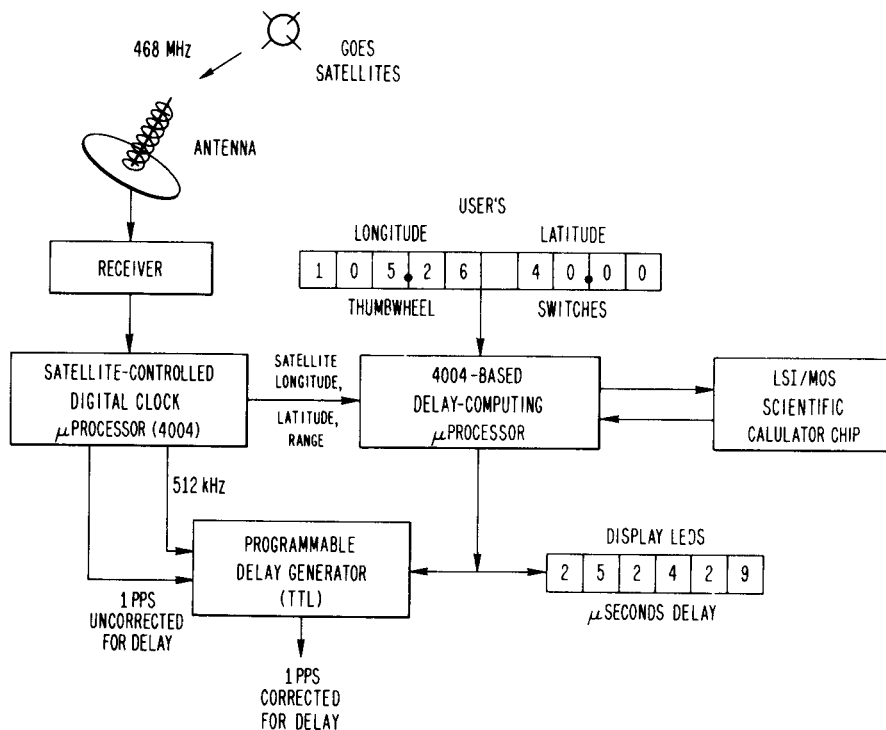 468 MHz
GOES
SATELLITES
ANTENNA
USER'S
LONGITUDE LATITUDE
1 0 5.2 6 4 0.0 0
THUMBWHEEL SWITCHES
RECEIVER
SATELLITE-CONTROLLED
DIGITAL CLOCK
μPROCESSOR (4004)
SATELLITE
LONGITUDE,
LATITUDE,
RANGE
4004-BASED
DELAY-COMPUTING
μPROCESSOR
LSI/MOS
SCIENTIFIC
CALULATOR CHIP
512 kHz
PROGRAMMABLE
DELAY GENERATOR
(TTL)
DISPLAY LEDS
2 5 2 4 2 9
μSECONDS DELAY
1 PPS
UNCORRECTED
FOR DELAY
1 PPS
CORRECTED
FOR DELAY